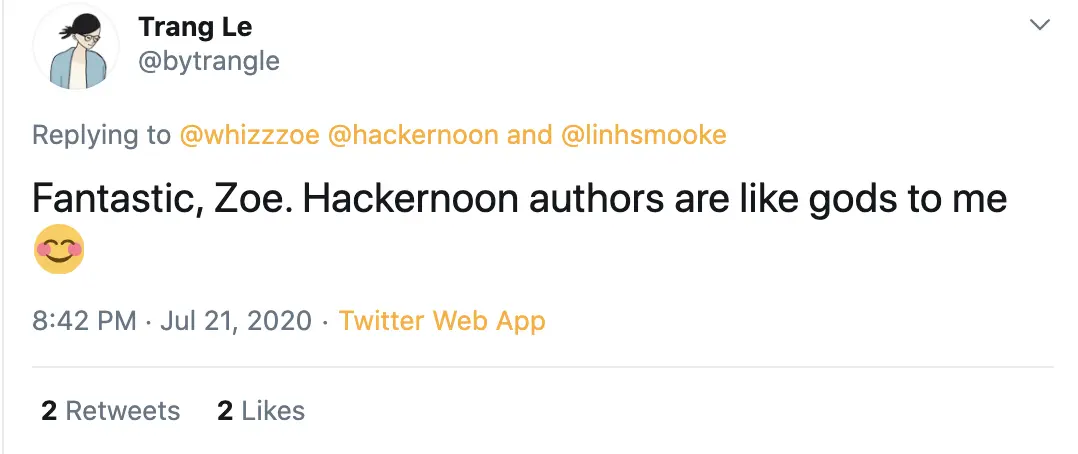 Trang Le
@bytrangle
Replying to @whizzzoe @hackernoon and @linhsmooke
Fantastic, Zoe. Hackernoon authors are like gods to me
😊
8:42 PM · Jul 21, 2020 · Twitter Web App
2 Retweets 2 Likes